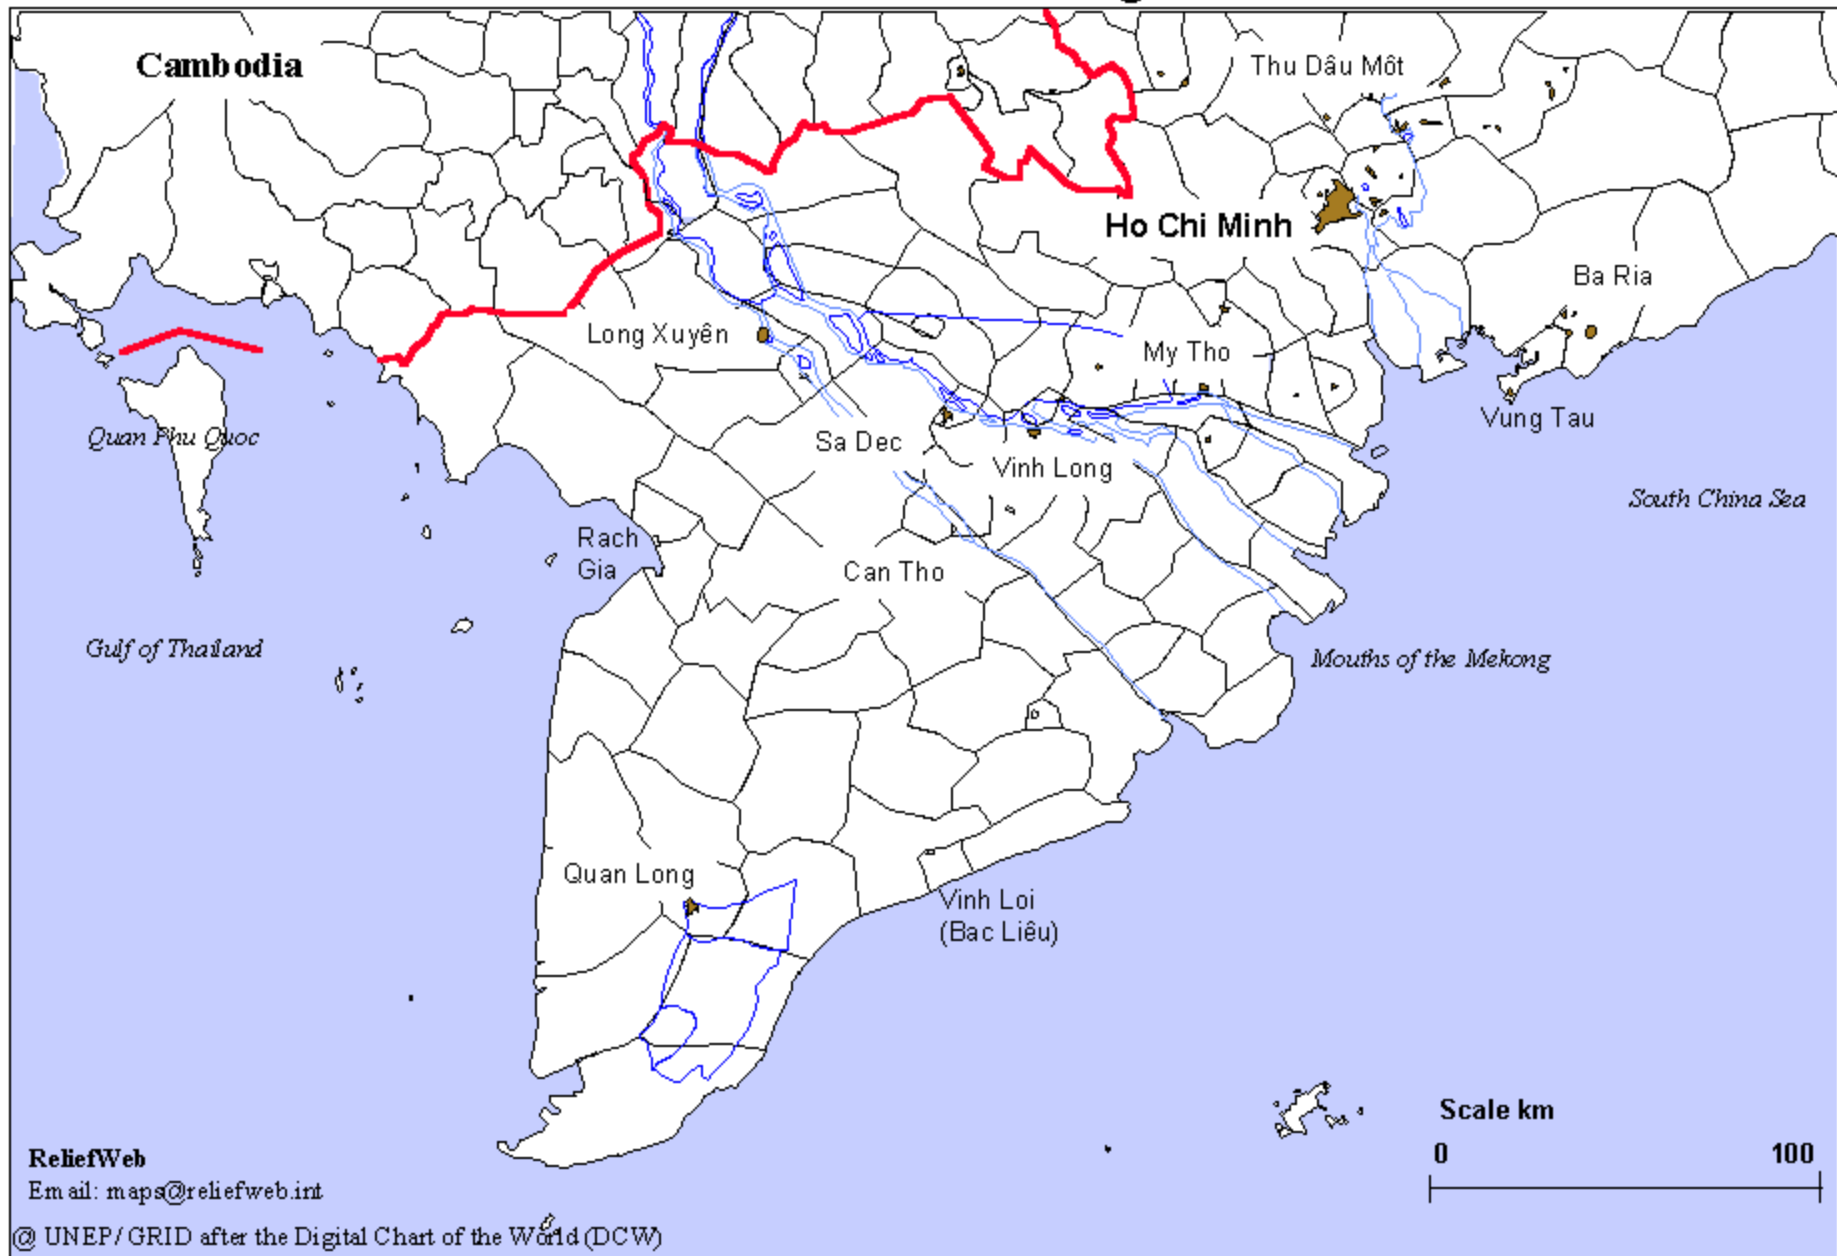 Cambodia
Thu Dâu Môt
Ho Chi Minh
Ba Ria
Long Xuyên
My Tho
Vung Tau
Quan Phu Quoc
Sa Dec
Vinh Long
South China Sea
Rach
Gia
Can Tho
Gulf of Thailand
Mouths of the Mekong
Quan Long
Vinh Loi
(Bac Liêu)
Scale km
0 100
ReliefWeb
Email: maps@reliefweb.int
@ UNEP/GRID after the Digital Chart of the World (DCW)